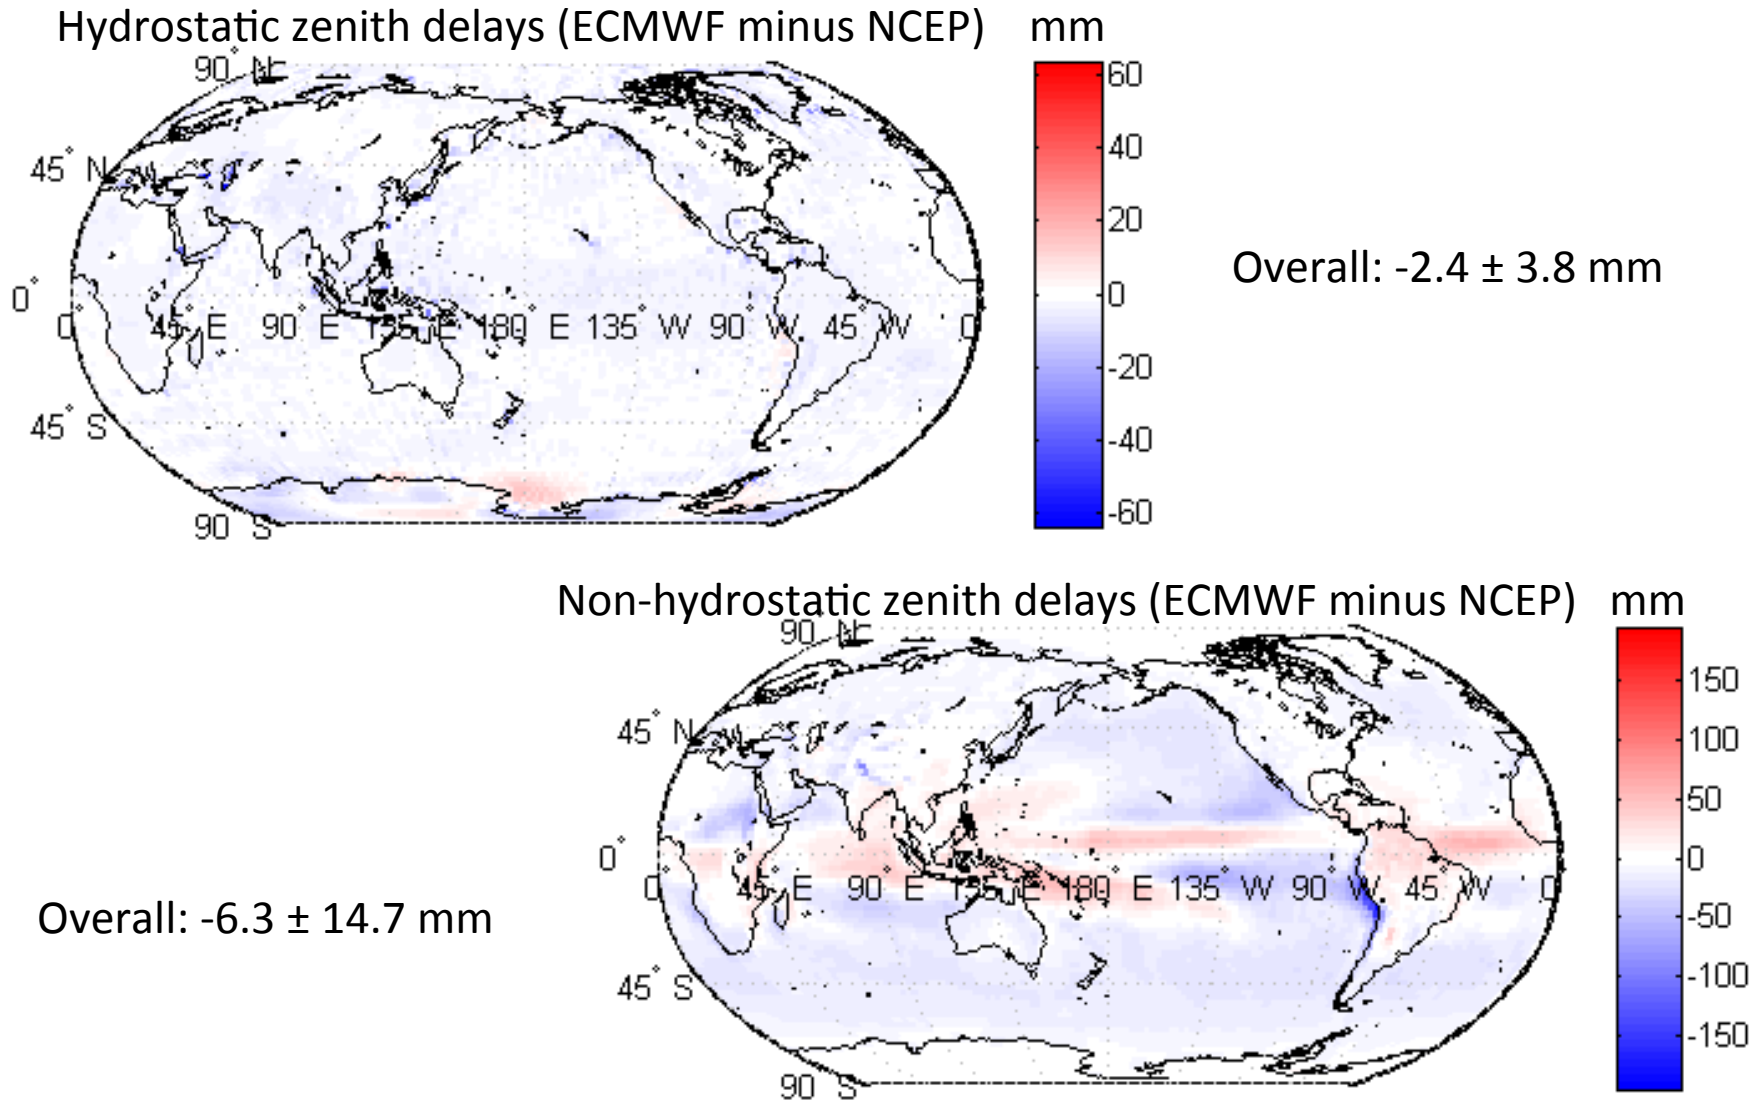 Hydrostatic zenith delays (ECMWF minus NCEP) mm
90° N
45° N
0°
0° 45° E 90° E 135° E 180° E 135° W 90° W 45° W 0
45° S
90° S
60
40
20
0
-20
-40
-60
Overall: -2.4 ± 3.8 mm
Non-hydrostatic zenith delays (ECMWF minus NCEP) mm
90° N
45° N
0°
0° 45° E 90° E 135° E 180° E 135° W 90° W 45° W 0
45° S
90° S
150
100
50
0
-50
-100
-150
Overall: -6.3 ± 14.7 mm